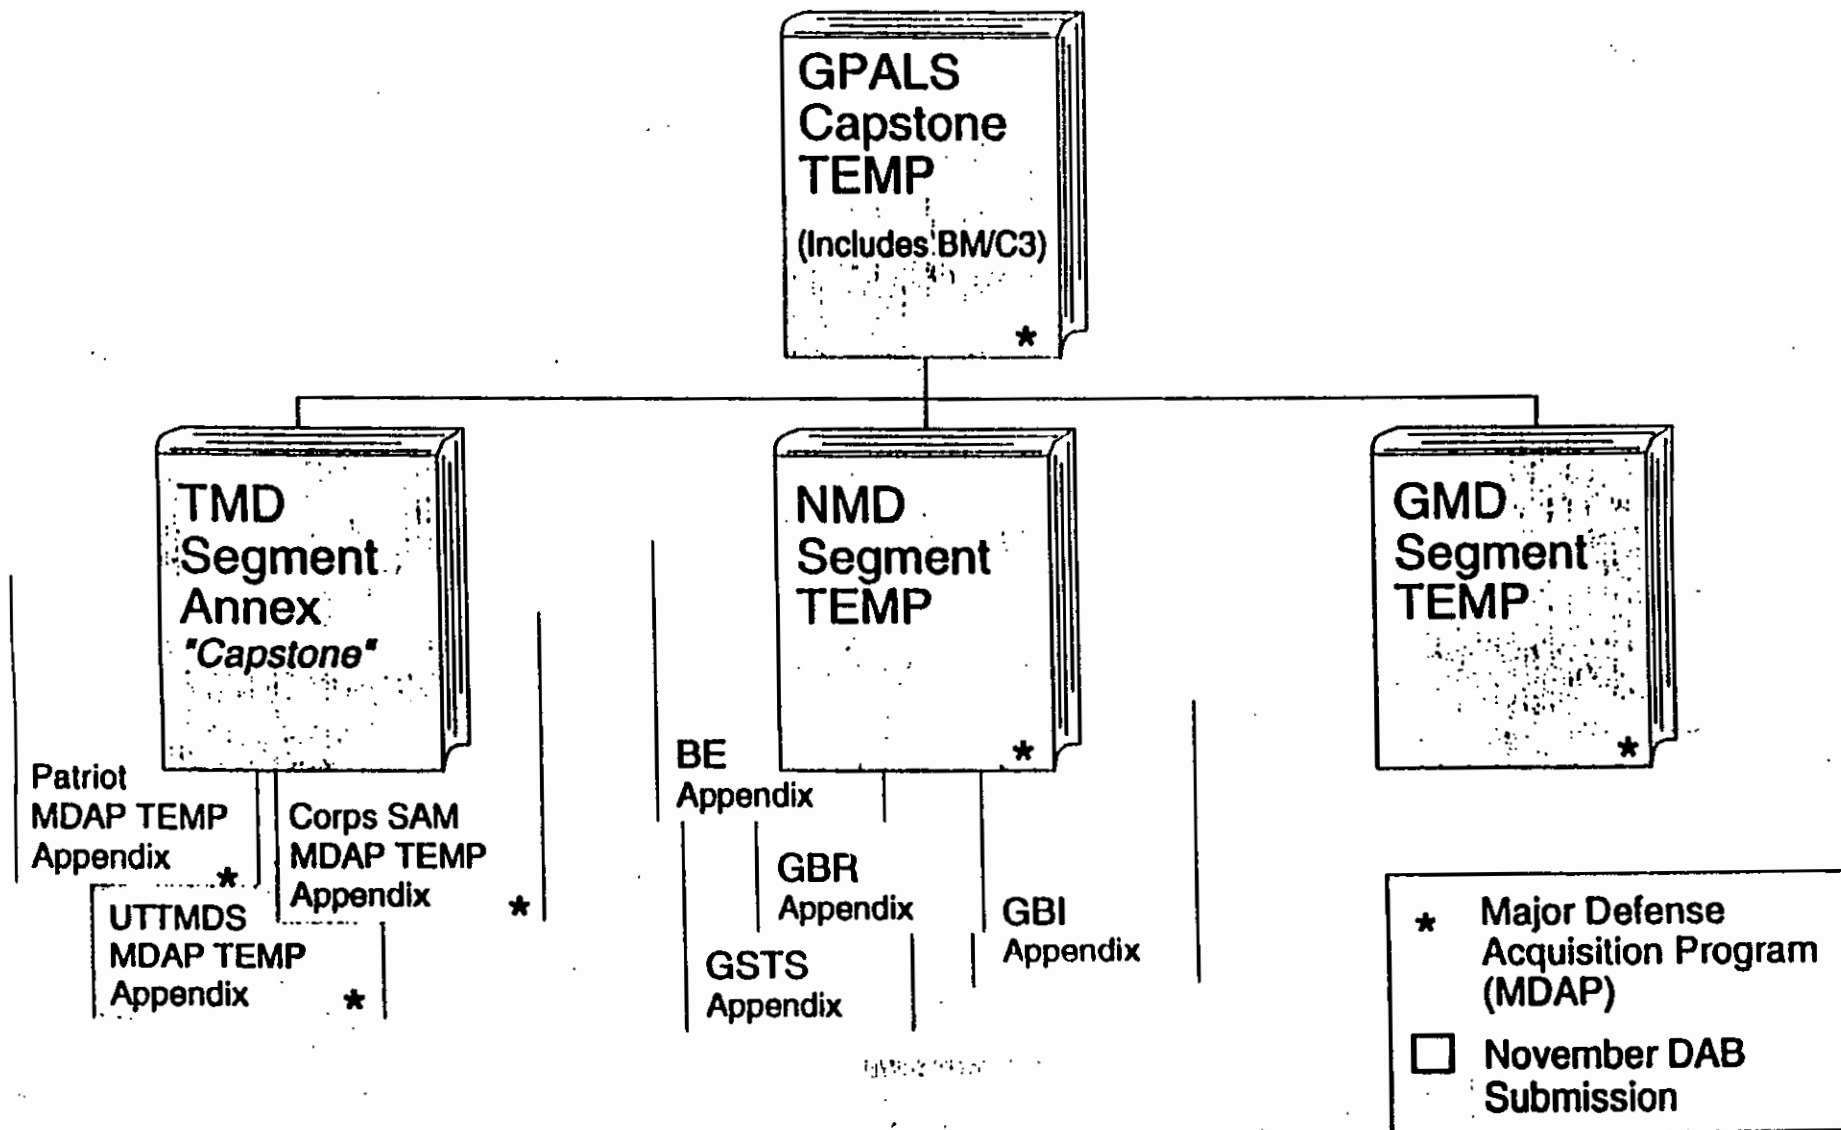 GPALS
Capstone
TEMP
(Includes BM/C3)
*
TMD
Segment
Annex
"Capstone"
NMD
Segment
TEMP
*
GMD
Segment
TEMP
*
Patriot
MDAP TEMP
Appendix
*
Corps SAM
MDAP TEMP
Appendix
*
UTTMDS
MDAP TEMP
Appendix
*
BE
Appendix
GBR
Appendix
GSTS
Appendix
GBI
Appendix
* Major Defense
Acquisition Program
(MDAP)
November DAB
Submission